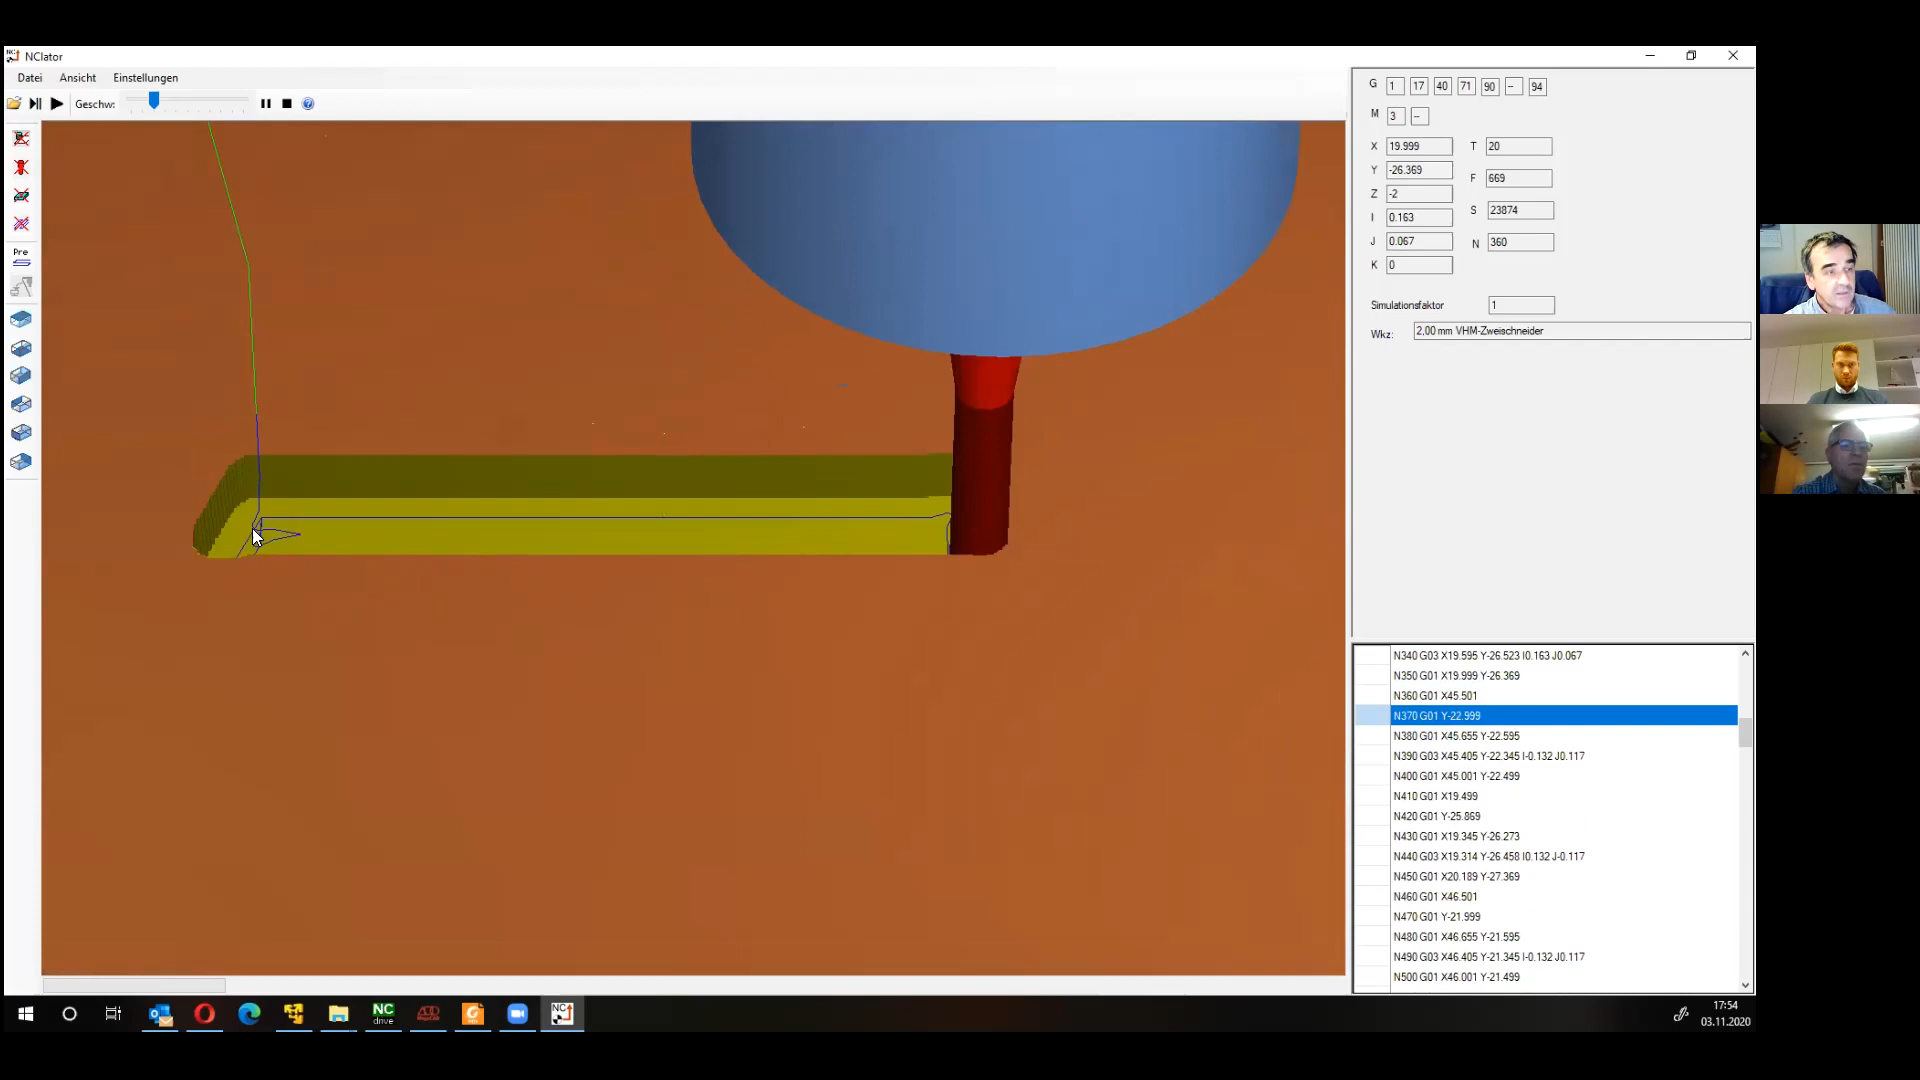 NClator
Datei Ansicht Einstellungen
Geschw:
Pre
G 1 17 40 71 90 -- 94
M 3 --
X 19.999 T 20
Y -26.369 F 669
Z -2
I 0.163 S 23874
J 0.067 N 360
K 0
Simulationsfaktor 1
Wkz: 2,00 mm VHM-Zweischneider
N340 G03 X19.595 Y-26.523 I0.163 J0.067
N350 G01 X19.999 Y-26.369
N360 G01 X45.501
N370 G01 Y-22.999
N380 G01 X45.655 Y-22.595
N390 G03 X45.405 Y-22.345 I-0.132 J0.117
N400 G01 X45.001 Y-22.499
N410 G01 X19.499
N420 G01 Y-25.869
N430 G01 X19.345 Y-26.273
N440 G03 X19.314 Y-26.458 I0.132 J-0.117
N450 G01 X20.189 Y-27.369
N460 G01 X46.501
N470 G01 Y-21.999
N480 G01 X46.655 Y-21.595
N490 G03 X46.405 Y-21.345 I-0.132 J0.117
N500 G01 X46.001 Y-21.499
NC
drive
NC
17:54
03.11.2020